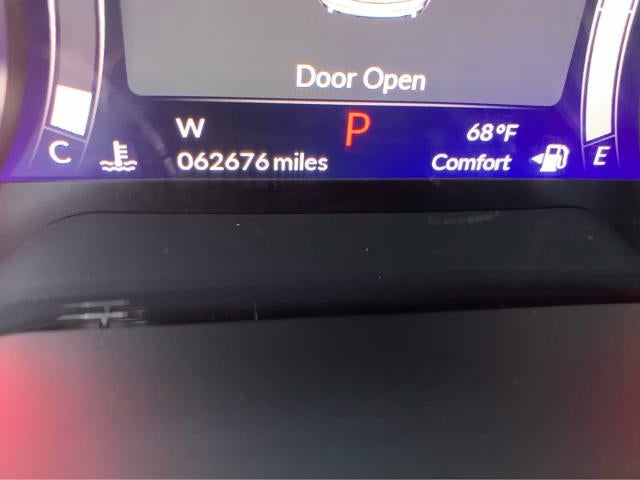 Door Open
W
P
68°F
C
062676 miles
Comfort
E